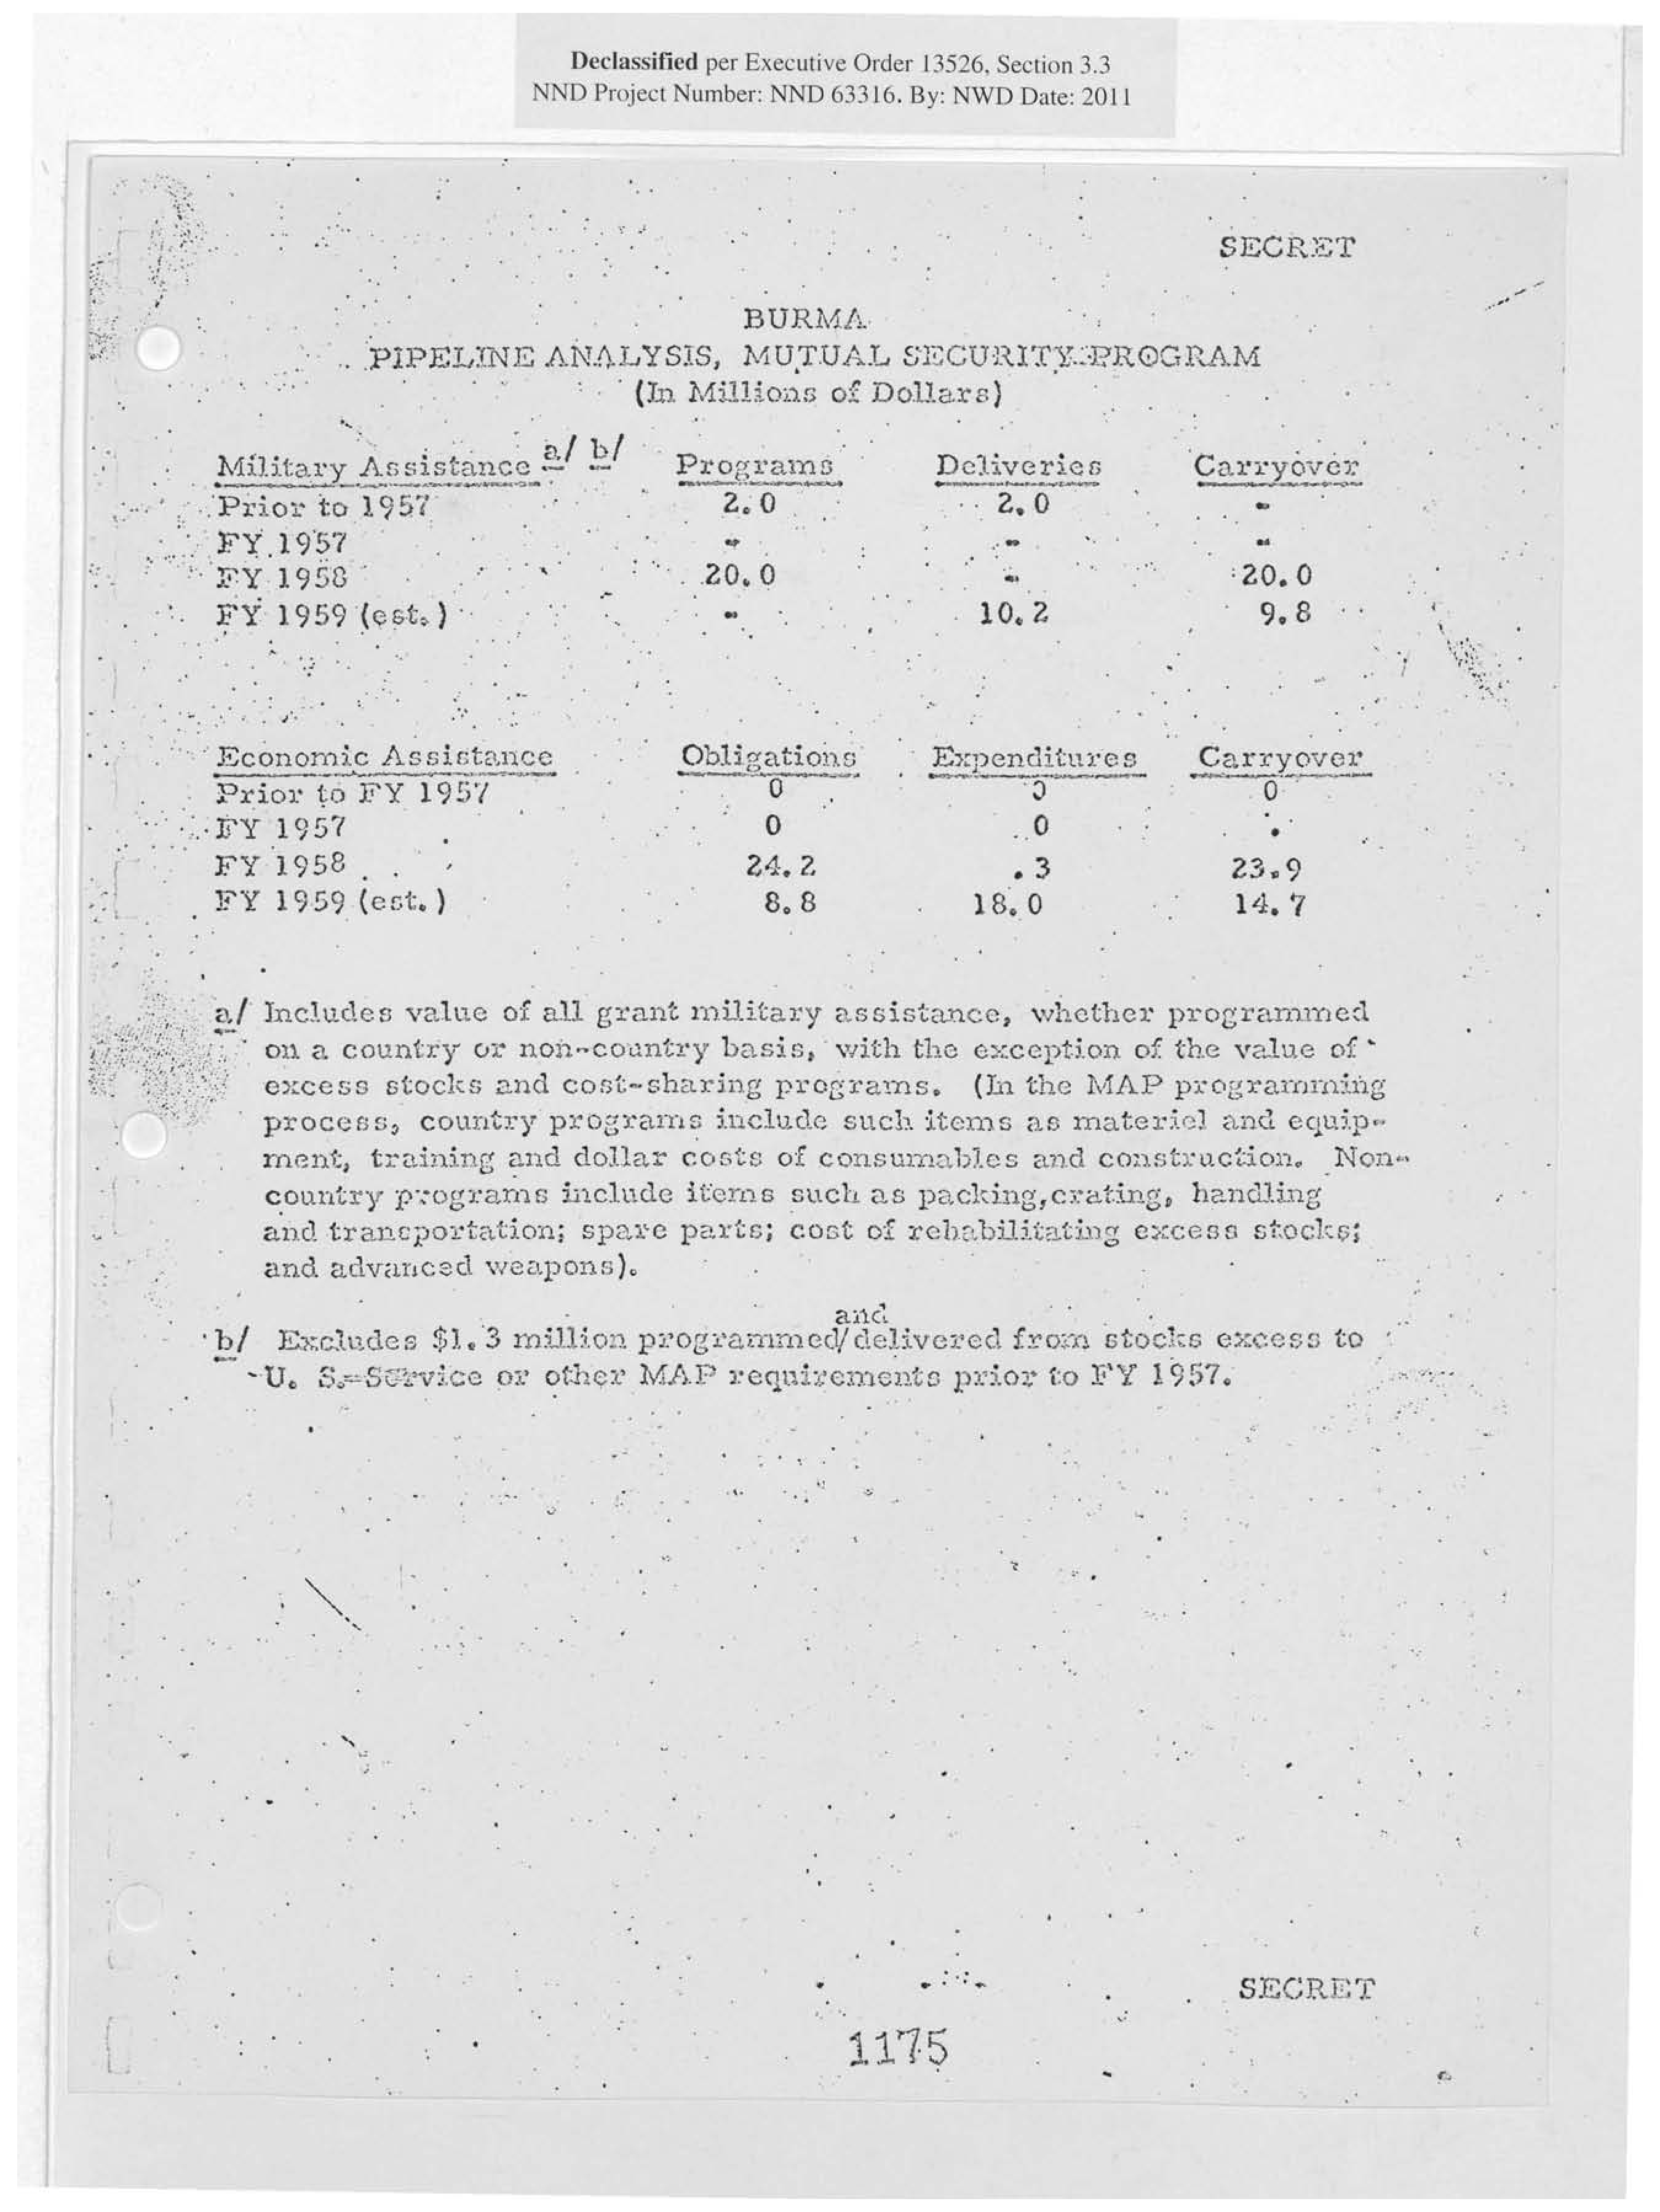 Declassified per Executive Order 13526, Section 3.3
NND Project Number: NND 63316. By: NWD Date: 2011
SECRET
BURMA
PIPELINE ANALYSIS, MUTUAL SECURITY PROGRAM
(In Millions of Dollars)
Military Assistance a/ b/ Programs Deliveries Carryover
Prior to 1957 2.0 2.0 -
FY 1957 - - -
FY 1958 20.0 - 20.0
FY 1959 (est.) - 10.2 9.8
Economic Assistance Obligations Expenditures Carryover
Prior to FY 1957 0 0 0
FY 1957 0 0
FY 1958 24.2 .3 23.9
FY 1959 (est.) 8.8 18.0 14.7
a/ Includes value of all grant military assistance, whether programmed
on a country or non-country basis, with the exception of the value of
excess stocks and cost-sharing programs. (In the MAP programming
process, country programs include such items as materiel and equip-
ment, training and dollar costs of consumables and construction. Non-
country programs include items such as packing, crating, handling
and transportation; spare parts; cost of rehabilitating excess stocks;
and advanced weapons).
and
b/ Excludes $1.3 million programmed/delivered from stocks excess to
U. S. Service or other MAP requirements prior to FY 1957.
SECRET
1175